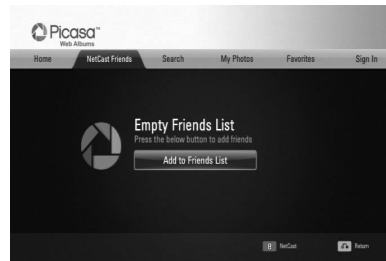 Picasa™
Web Albums
Home NetCast Friends Search My Photos Favorites Sign In
Empty Friends List
Press the below button to add friends
Add to Friends List
NetCast Return